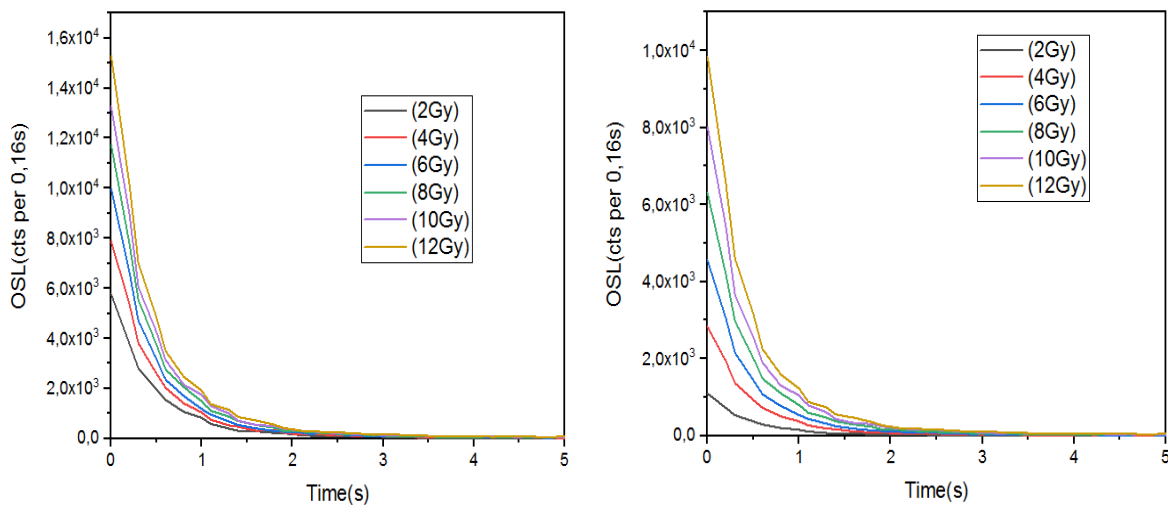 OSL(cts per 0,16s)
1,6x10⁴
1,4x10⁴
1,2x10⁴
1,0x10⁴
8,0x10³
6,0x10³
4,0x10³
2,0x10³
0,0
0
1
2
3
4
5
Time(s)
(2Gy)
(4Gy)
(6Gy)
(8Gy)
(10Gy)
(12Gy)
OSL(cts per 0,16s)
1,0x10⁴
8,0x10³
6,0x10³
4,0x10³
2,0x10³
0,0
0
1
2
3
4
5
Time(s)
(2Gy)
(4Gy)
(6Gy)
(8Gy)
(10Gy)
(12Gy)